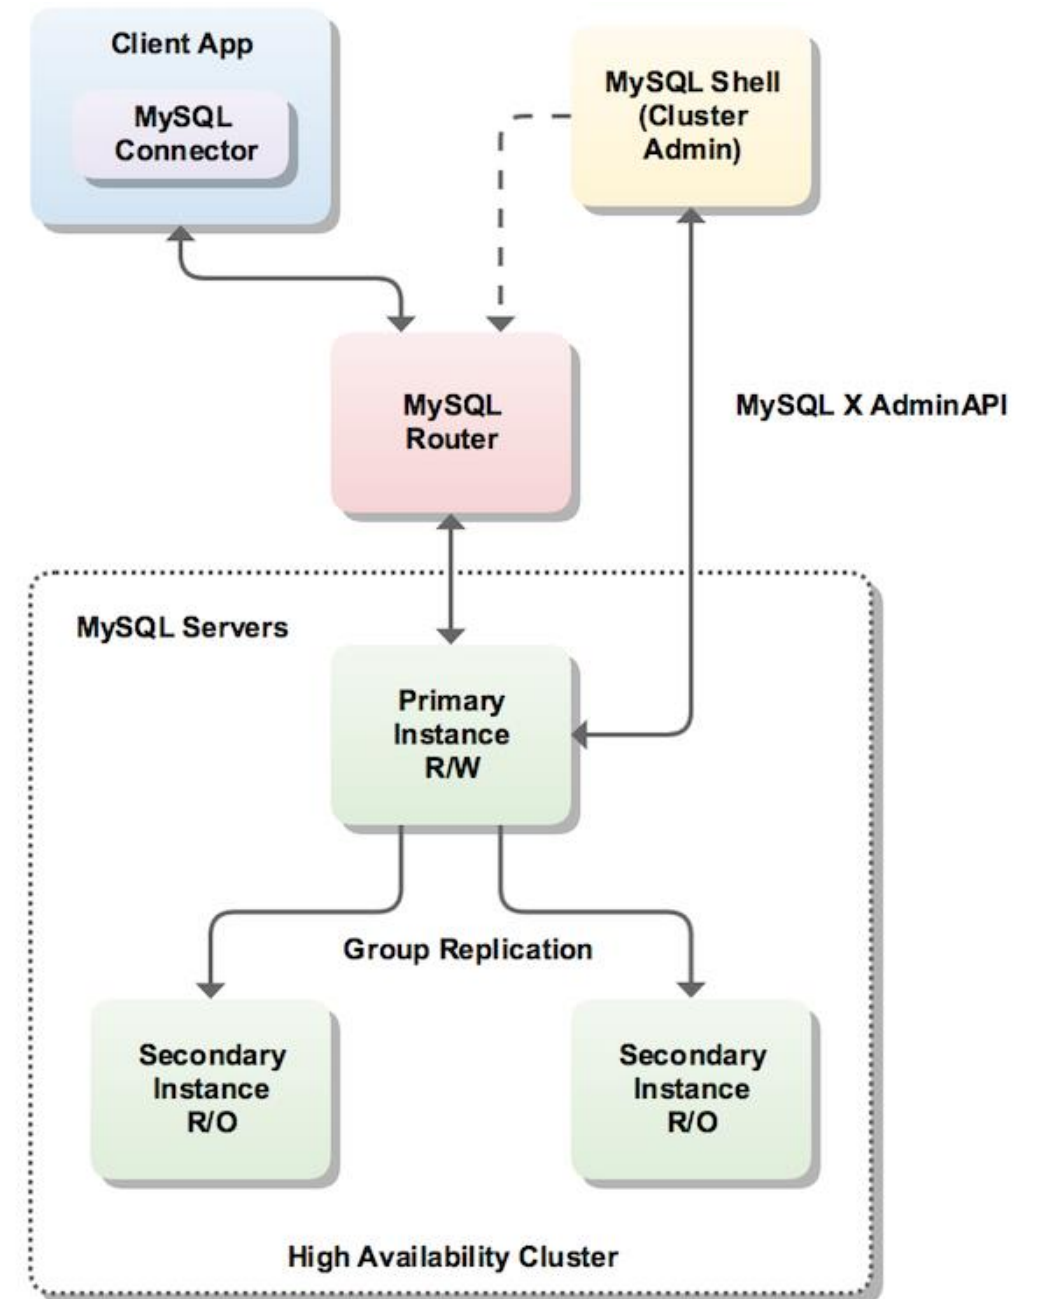 Client App
MySQL
Connector
MySQL Shell
(Cluster
Admin)
MySQL
Router
MySQL X AdminAPI
MySQL Servers
Primary
Instance
R/W
Group Replication
Secondary
Instance
R/O
Secondary
Instance
R/O
High Availability Cluster